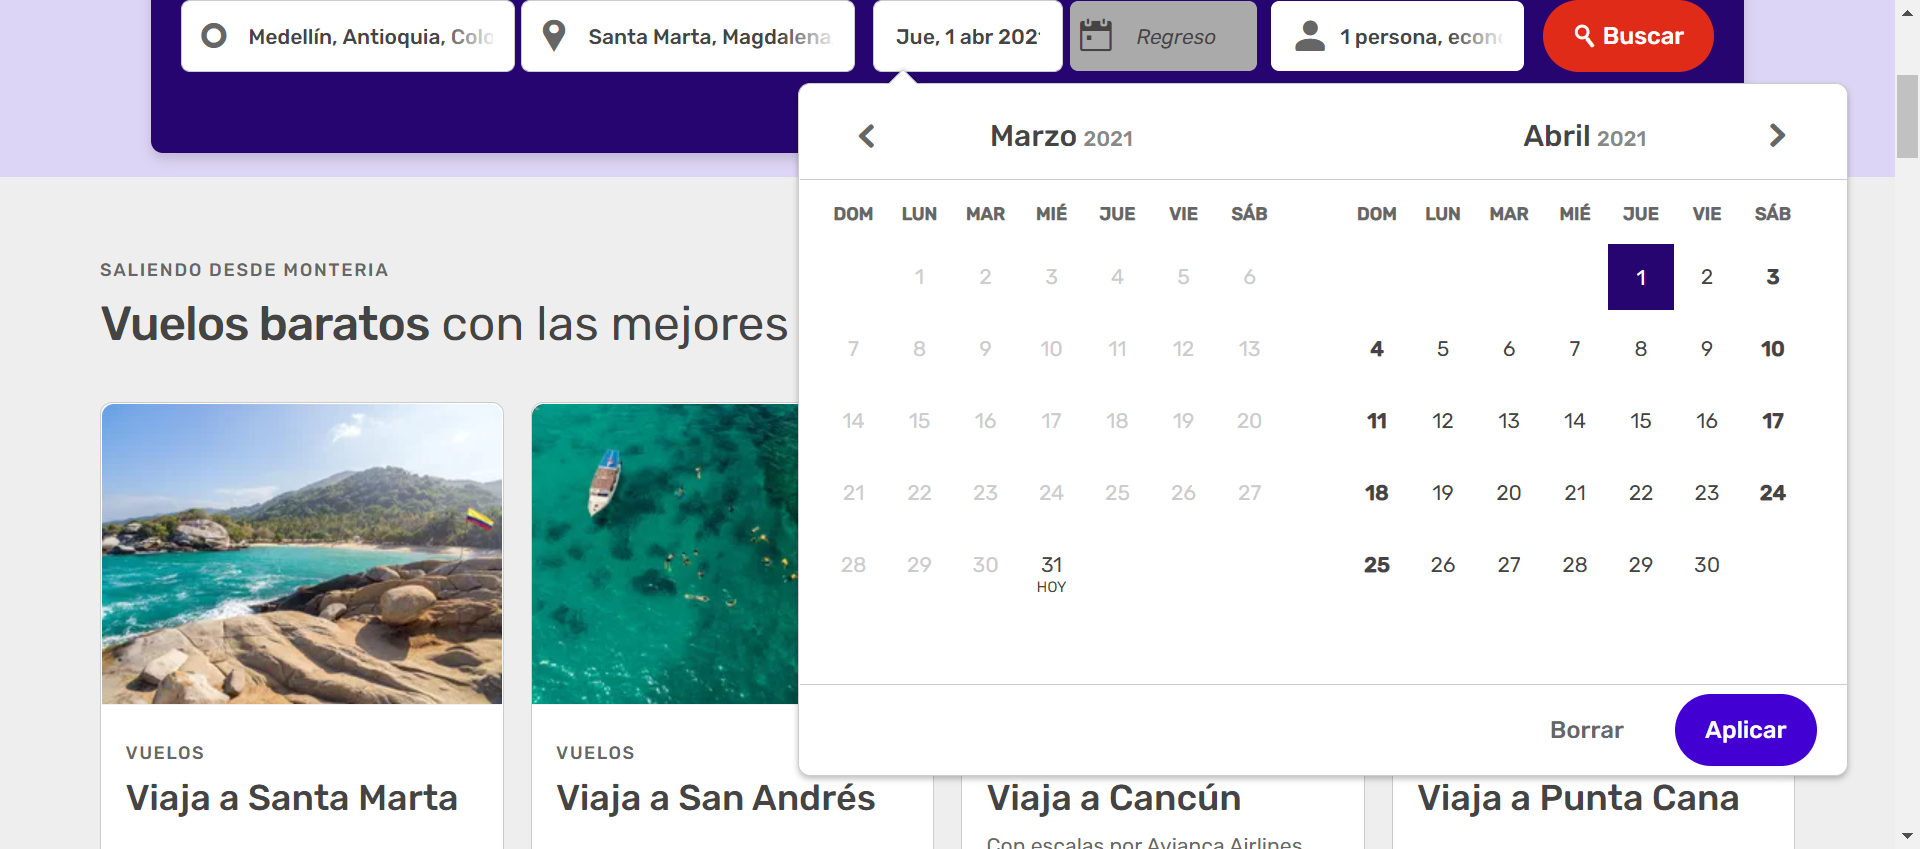 Medellín, Antioquia, Colo
Santa Marta, Magdalena
Jue, 1 abr 202
Regreso
1 persona, econ
Buscar
Marzo 2021
Abril 2021
DOM LUN MAR MIÉ JUE VIE SÁB
1 2 3 4 5 6
7 8 9 10 11 12 13
14 15 16 17 18 19 20
21 22 23 24 25 26 27
28 29 30 31
HOY
DOM LUN MAR MIÉ JUE VIE SÁB
1 2 3
4 5 6 7 8 9 10
11 12 13 14 15 16 17
18 19 20 21 22 23 24
25 26 27 28 29 30
Borrar
Aplicar
SALIENDO DESDE MONTERIA
Vuelos baratos con las mejores
VUELOS
Viaja a Santa Marta
VUELOS
Viaja a San Andrés
Viaja a Cancún
Con escalas por Avianca Airlines
Viaja a Punta Cana